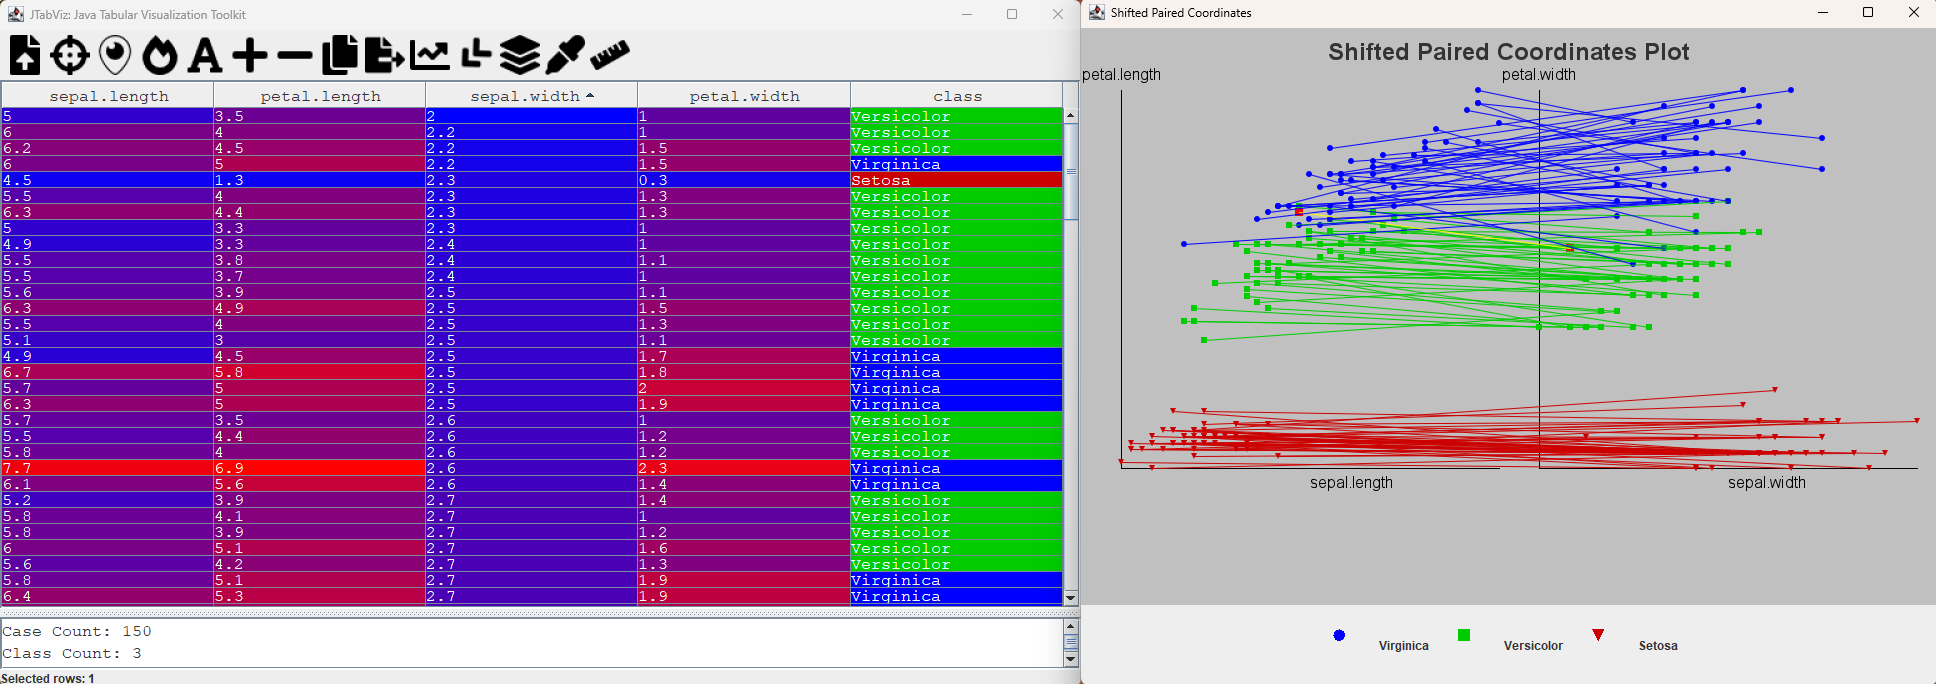 JTabViz: Java Tabular Visualization Toolkit
sepal.length petal.length sepal.width petal.width class
5 3.5 2 1 Versicolor
6 4 2.2 1 Versicolor
6.2 4.5 2.2 1.5 Versicolor
6 5 2.2 1.5 Virginica
4.5 1.3 2.3 0.3 Setosa
5.5 4 2.3 1.3 Versicolor
6.3 4.4 2.3 1.3 Versicolor
5 3.3 2.3 1 Versicolor
4.9 3.3 2.4 1 Versicolor
5.5 3.8 2.4 1.1 Versicolor
5.5 3.7 2.4 1 Versicolor
5.6 3.9 2.5 1.1 Versicolor
6.3 4.9 2.5 1.5 Versicolor
5.5 4 2.5 1.3 Versicolor
5.1 3 2.5 1.1 Versicolor
4.9 4.5 2.5 1.7 Virginica
6.7 5.8 2.5 1.8 Virginica
5.7 5 2.5 2 Virginica
6.3 5 2.5 1.9 Virginica
5.7 3.5 2.6 1 Versicolor
5.5 4.4 2.6 1.2 Versicolor
5.8 4 2.6 1.2 Versicolor
7.7 6.9 2.6 2.3 Virginica
6.1 5.6 2.6 1.4 Virginica
5.2 3.9 2.7 1.4 Versicolor
5.8 4.1 2.7 1 Versicolor
5.8 3.9 2.7 1.2 Versicolor
6 5.1 2.7 1.6 Versicolor
5.6 4.2 2.7 1.3 Versicolor
5.8 5.1 2.7 1.9 Virginica
6.4 5.3 2.7 1.9 Virginica
Case Count: 150
Class Count: 3
Selected rows: 1
Shifted Paired Coordinates
Shifted Paired Coordinates Plot
petal.length petal.width
sepal.length sepal.width
Virginica Versicolor Setosa